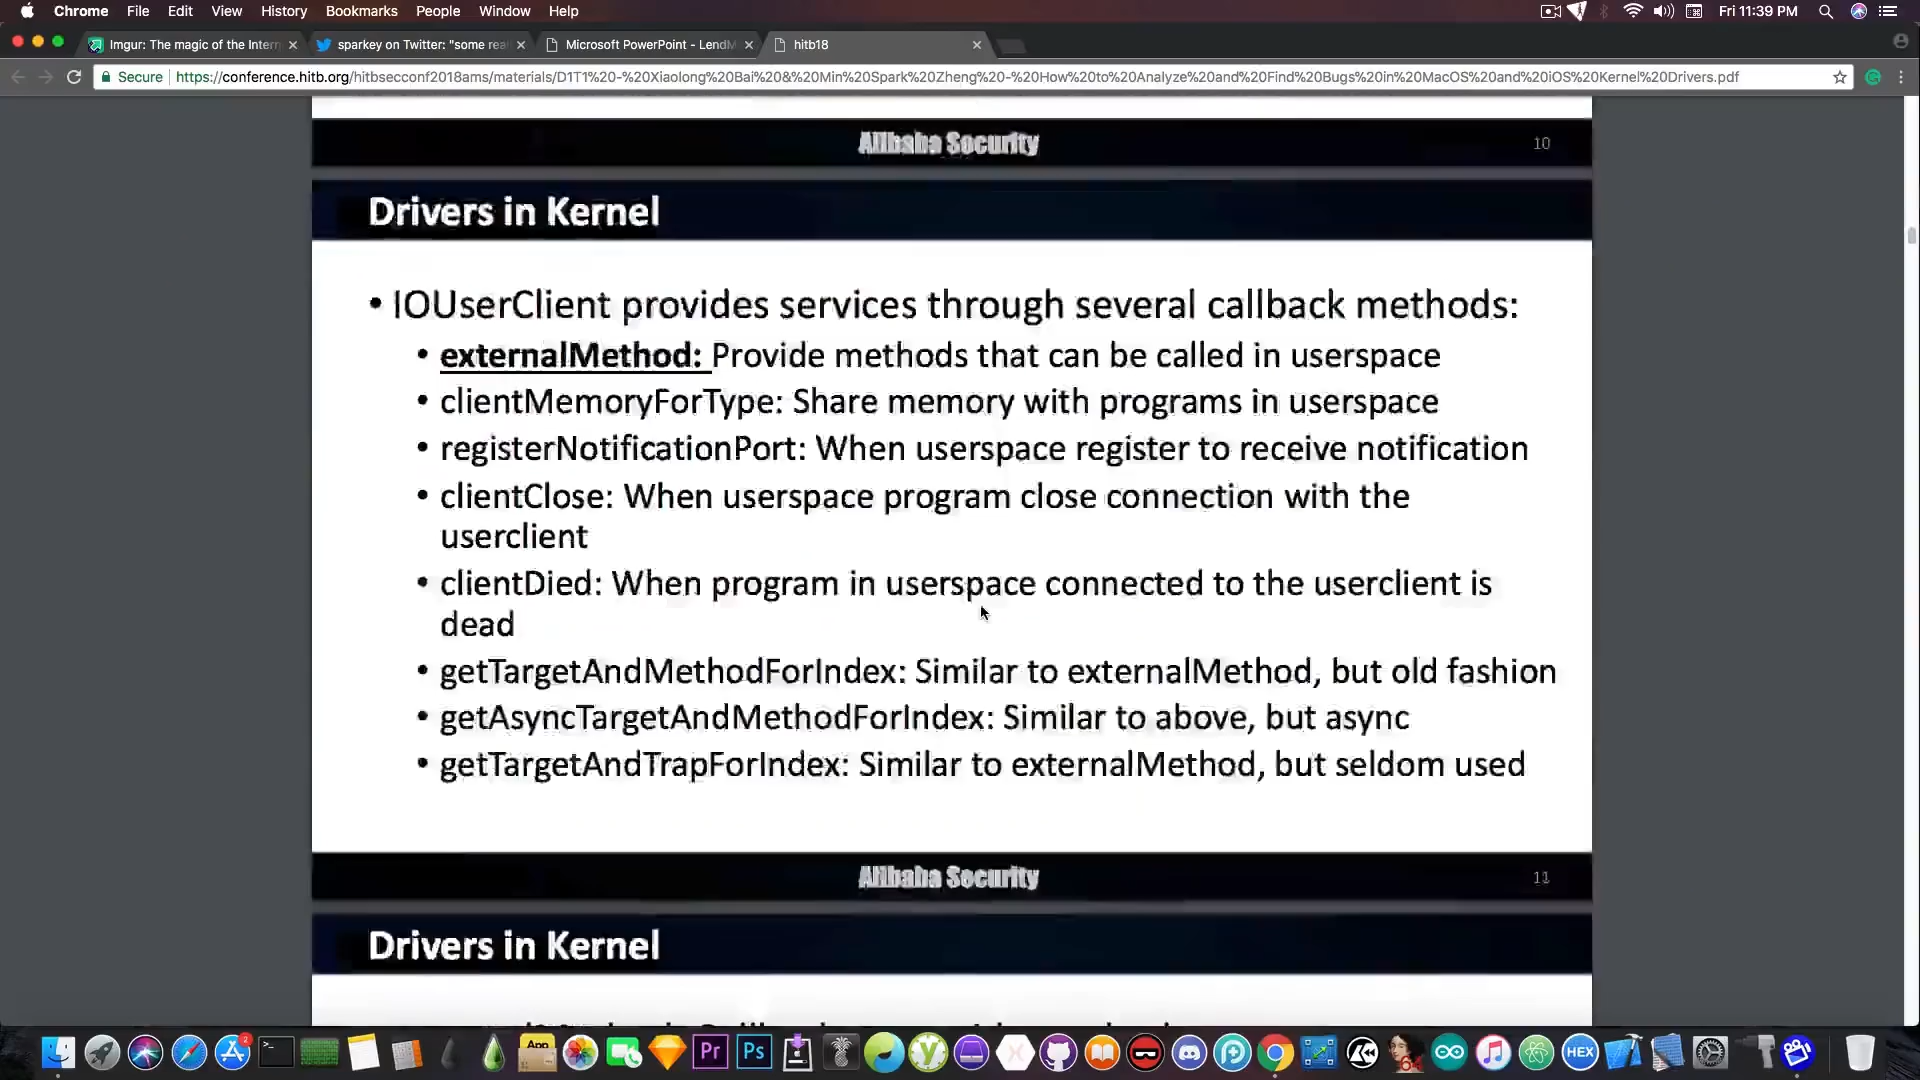 Chrome File Edit View History Bookmarks People Window Help Fri 11:39 PM
Imgur: The magic of the Intern sparkey on Twitter: "some rea Microsoft PowerPoint - LendM hitb18
Secure https://conference.hitb.org/hitbsecconf2018ams/materials/D1T1%20-%20Xiaolong%20Bai%20&%20Min%20Spark%20Zheng%20-%20How%20to%20Analyze%20and%20Find%20Bugs%20in%20MacOS%20and%20iOS%20Kernel%20Drivers.pdf
Alibaba Security 10
Drivers in Kernel
• IOUserClient provides services through several callback methods:
• externalMethod: Provide methods that can be called in userspace
• clientMemoryForType: Share memory with programs in userspace
• registerNotificationPort: When userspace register to receive notification
• clientClose: When userspace program close connection with the
userclient
• clientDied: When program in userspace connected to the userclient is
dead
• getTargetAndMethodForIndex: Similar to externalMethod, but old fashion
• getAsyncTargetAndMethodForIndex: Similar to above, but async
• getTargetAndTrapForIndex: Similar to externalMethod, but seldom used
Alibaba Security 11
Drivers in Kernel
2
App Pr Ps 64 HEX